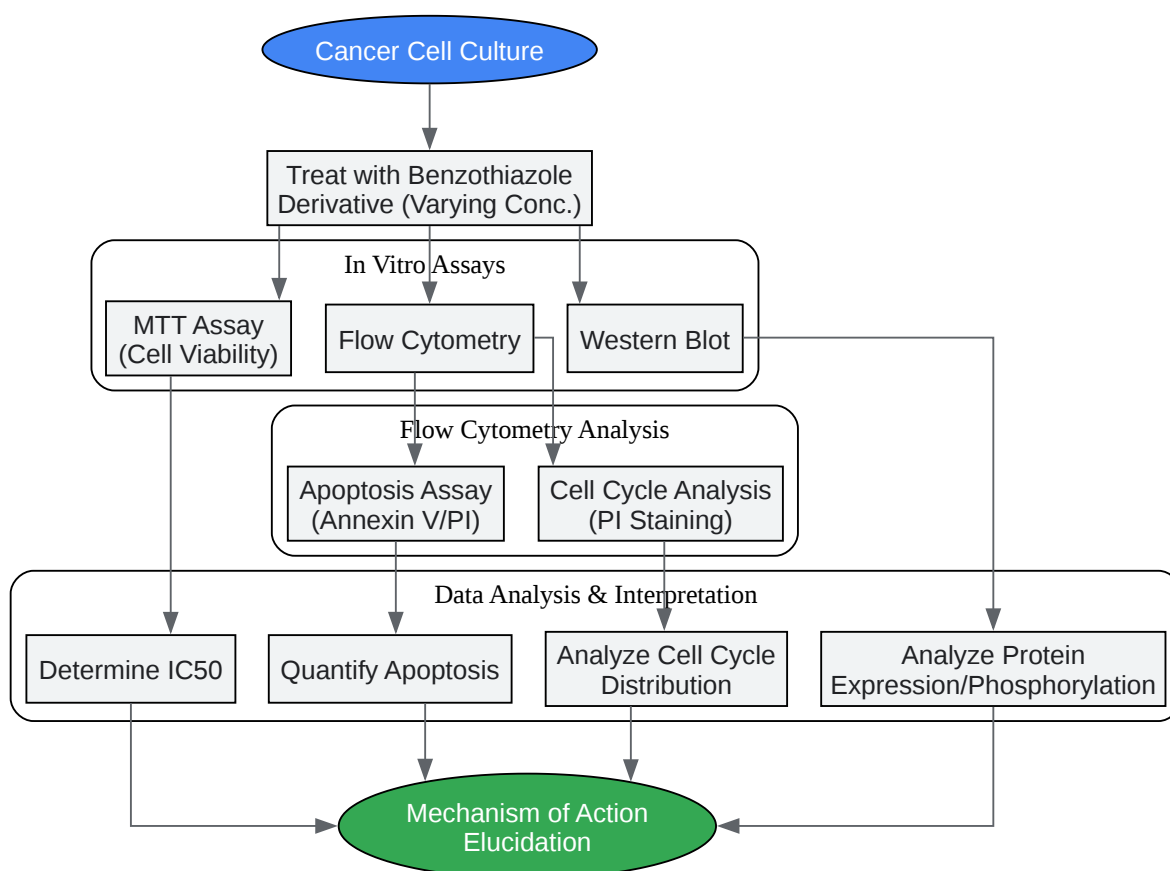 Cancer Cell Culture
Treat with Benzothiazole
Derivative (Varying Conc.)
In Vitro Assays
MTT Assay
(Cell Viability)
Flow Cytometry
Western Blot
Flow Cytometry Analysis
Apoptosis Assay
(Annexin V/PI)
Cell Cycle Analysis
(PI Staining)
Data Analysis & Interpretation
Determine IC50
Quantify Apoptosis
Analyze Cell Cycle
Distribution
Analyze Protein
Expression/Phosphorylation
Mechanism of Action
Elucidation